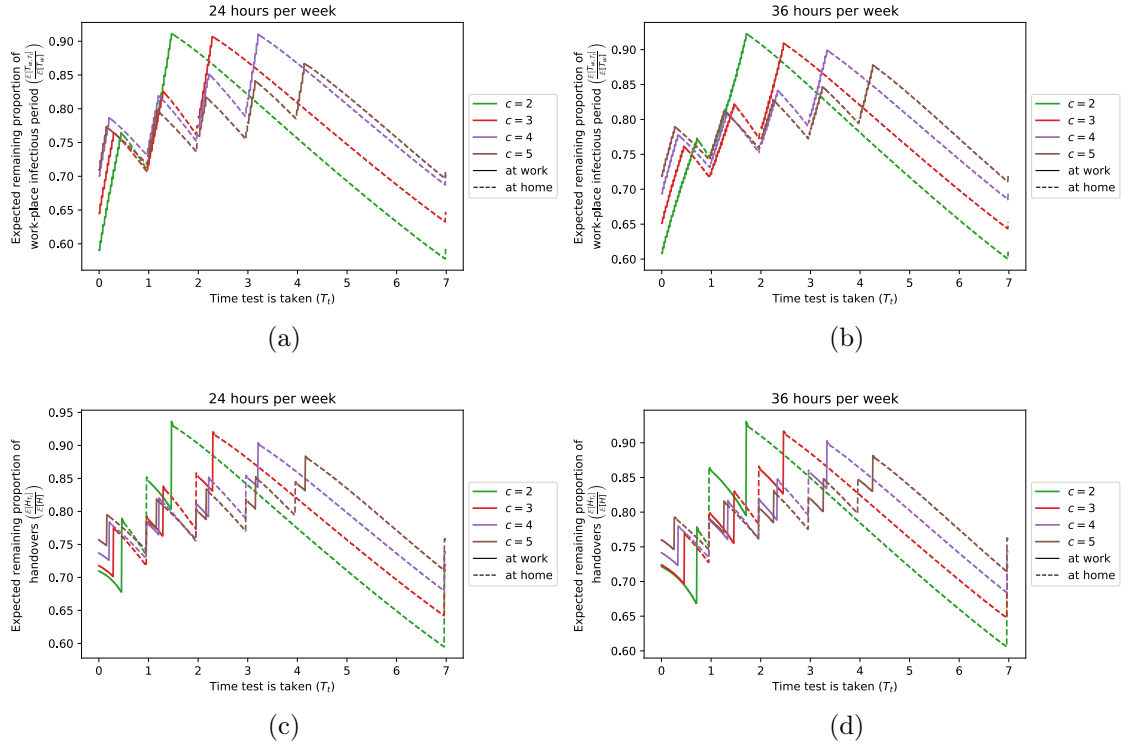 24 hours per week
Expected remaining proportion of
work-place infectious period (𝔼[T_{w,τ_l}] / 𝔼[T_w])
0.90
0.85
0.80
0.75
0.70
0.65
0.60
0 1 2 3 4 5 6 7
Time test is taken (T_t)
c = 2
c = 3
c = 4
c = 5
at work
at home
(a)
36 hours per week
Expected remaining proportion of
work-place infectious period
0.90
0.85
0.80
0.75
0.70
0.65
0.60
0 1 2 3 4 5 6 7
Time test is taken (T_t)
c = 2
c = 3
c = 4
c = 5
at work
at home
(b)
24 hours per week
Expected remaining proportion of
handovers
0.95
0.90
0.85
0.80
0.75
0.70
0.65
0.60
0 1 2 3 4 5 6 7
Time test is taken (T_t)
c = 2
c = 3
c = 4
c = 5
at work
at home
(c)
36 hours per week
Expected remaining proportion of
handovers
0.90
0.85
0.80
0.75
0.70
0.65
0.60
0 1 2 3 4 5 6 7
Time test is taken (T_t)
c = 2
c = 3
c = 4
c = 5
at work
at home
(d)